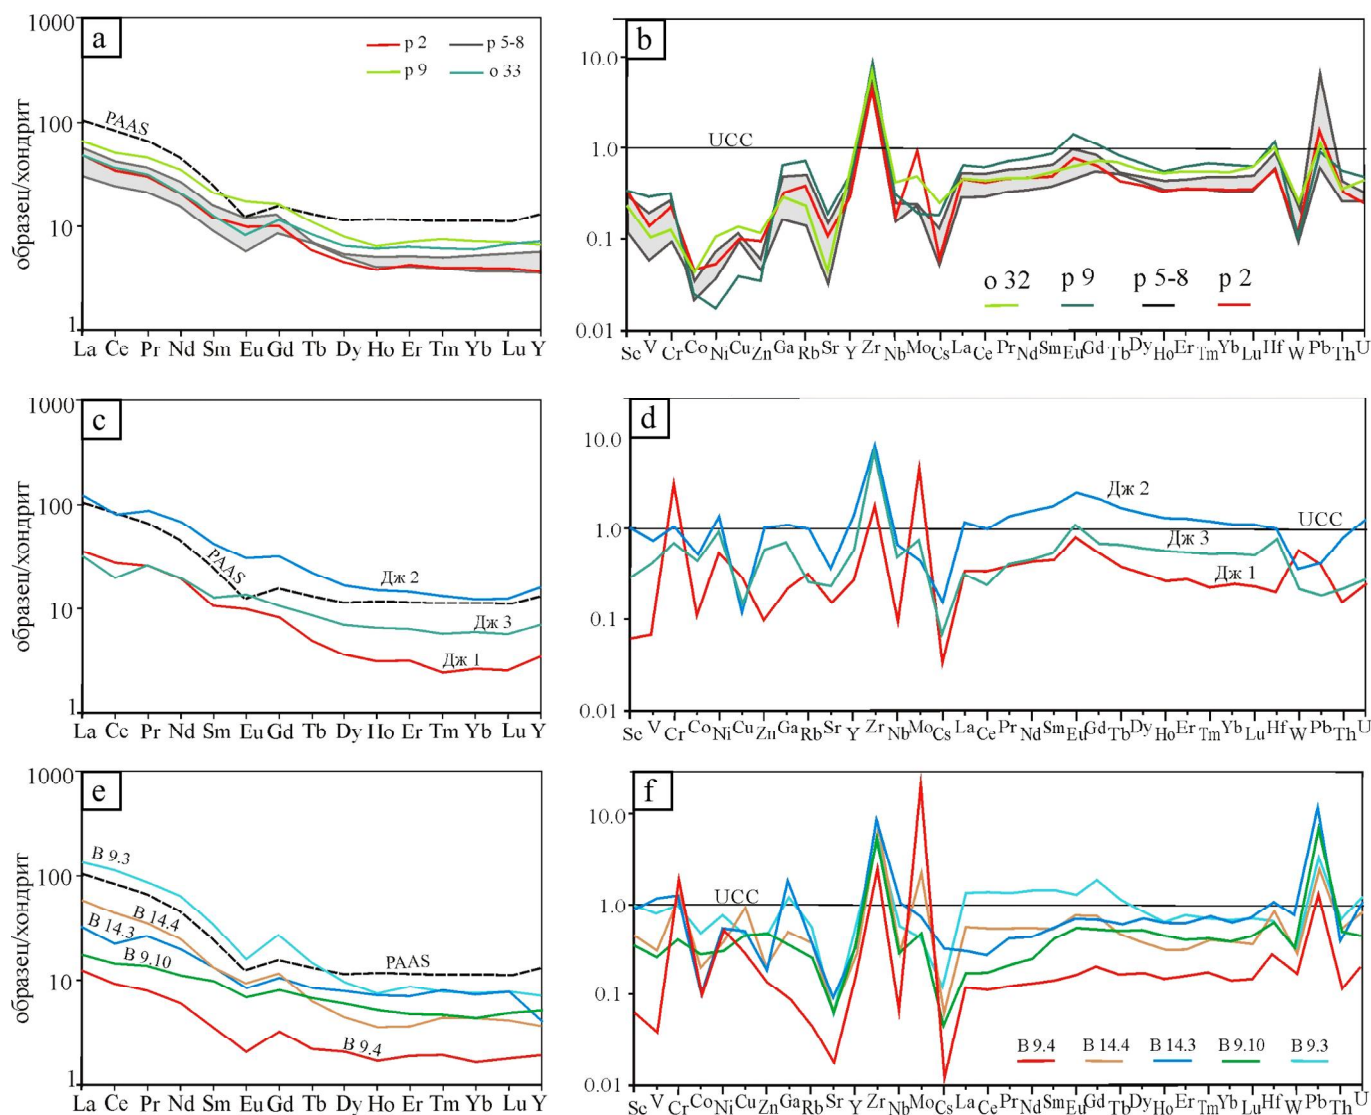 a
1000
100
10
1
образец/хондрит
p 2
p 5-8
p 9
o 33
PAAS
La Ce Pr Nd Sm Eu Gd Tb Dy Ho Er Tm Yb Lu Y
b
10.0
1.0
0.1
0.01
UCC
o 32 p 9 p 5-8 p 2
Sc V Cr Co Ni Cu Zn Ga Rb Sr Y Zr Nb Mo Cs La Ce Pr Nd Sm Eu Gd Tb Dy Ho Er Tm Yb Lu Hf W Pb Th U
c
1000
100
10
1
образец/хондрит
PAAS
Дж 2
Дж 3
Дж 1
La Ce Pr Nd Sm Eu Gd Tb Dy Ho Er Tm Yb Lu Y
d
10.0
1.0
0.1
0.01
Дж 2
UCC
Дж 3
Дж 1
Sc V Cr Co Ni Cu Zn Ga Rb Sr Y Zr Nb Mo Cs La Ce Pr Nd Sm Eu Gd Tb Dy Ho Er Tm Yb Lu Hf W Pb Th U
e
1000
100
10
1
образец/хондрит
В 9.3
В 14.4
В 14.3
PAAS
В 9.10
В 9.4
La Ce Pr Nd Sm Eu Gd Tb Dy Ho Er Tm Yb Lu Y
f
10.0
1.0
0.1
0.01
UCC
В 9.4 В 14.4 В 14.3 В 9.10 В 9.3
Sc V Cr Co Ni Cu Zn Ga Rb Sr Y Zr Nb Mo Cs La Ce Pr Nd Sm Eu Gd Tb Dy Ho Er Tm Yb Lu Hf W Pb Th U